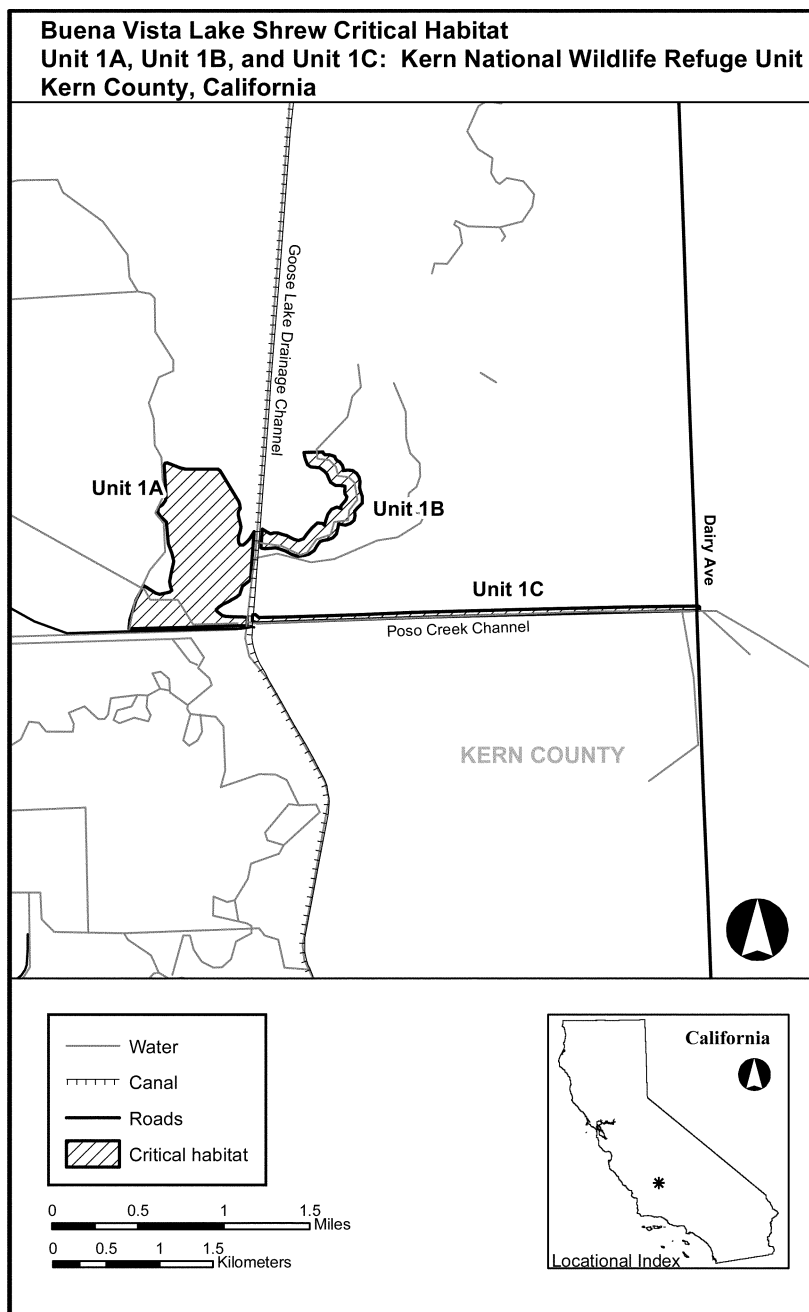 Buena Vista Lake Shrew Critical Habitat
Unit 1A, Unit 1B, and Unit 1C: Kern National Wildlife Refuge Unit
Kern County, California
Goose Lake Drainage Channel
Unit 1A
Unit 1B
Dairy Ave
Unit 1C
Poso Creek Channel
KERN COUNTY
Water
Canal
Roads
Critical habitat
0 0.5 1 1.5
Miles
0 0.5 1 1.5
Kilometers
California
Locational Index